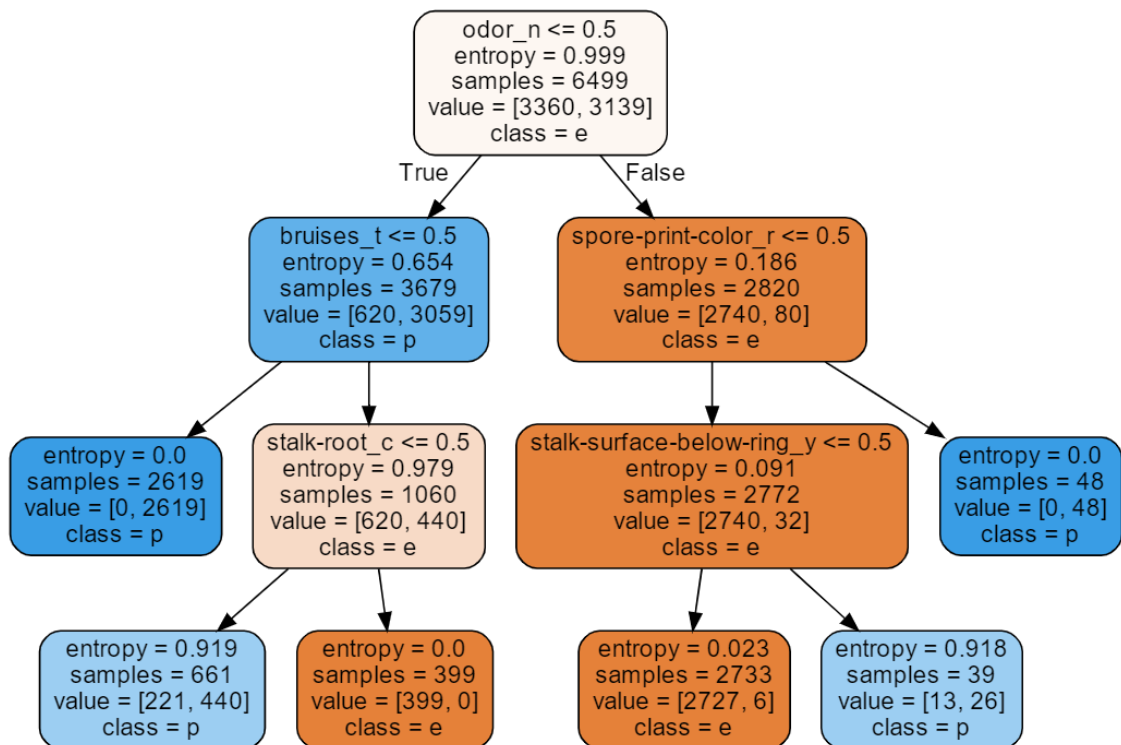 odor_n <= 0.5
entropy = 0.999
samples = 6499
value = [3360, 3139]
class = e
True
False
bruises_t <= 0.5
entropy = 0.654
samples = 3679
value = [620, 3059]
class = p
spore-print-color_r <= 0.5
entropy = 0.186
samples = 2820
value = [2740, 80]
class = e
entropy = 0.0
samples = 2619
value = [0, 2619]
class = p
stalk-root_c <= 0.5
entropy = 0.979
samples = 1060
value = [620, 440]
class = e
stalk-surface-below-ring_y <= 0.5
entropy = 0.091
samples = 2772
value = [2740, 32]
class = e
entropy = 0.0
samples = 48
value = [0, 48]
class = p
entropy = 0.919
samples = 661
value = [221, 440]
class = p
entropy = 0.0
samples = 399
value = [399, 0]
class = e
entropy = 0.023
samples = 2733
value = [2727, 6]
class = e
entropy = 0.918
samples = 39
value = [13, 26]
class = p